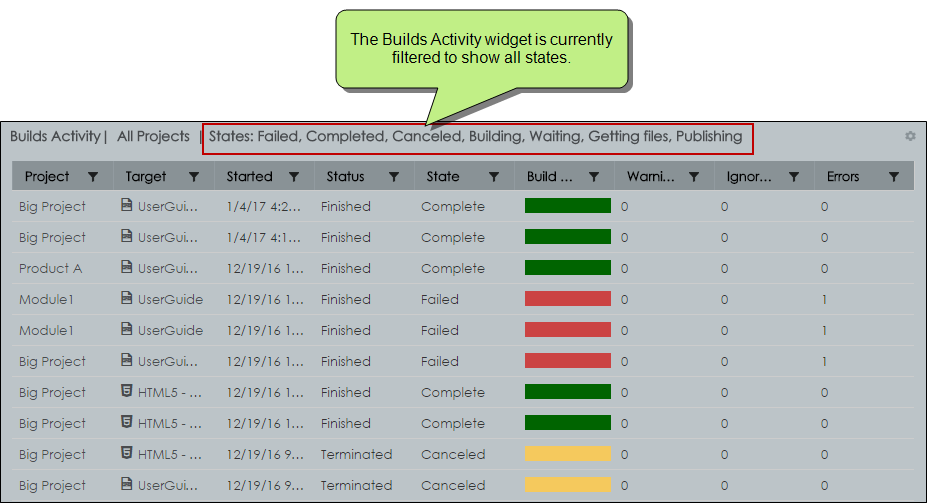 The Builds Activity widget is currently
filtered to show all states.
Builds Activity | All Projects | States: Failed, Completed, Canceled, Building, Waiting, Getting files, Publishing
Project Target Started Status State Build ... Warni... Ignor... Errors
Big Project UserGui... 1/4/17 4:2... Finished Complete 0 0 0
Big Project UserGui... 1/4/17 4:1... Finished Complete 0 0 0
Product A UserGui... 12/19/16 1... Finished Complete 0 0 0
Module1 UserGuide 12/19/16 1... Finished Failed 0 0 1
Module1 UserGuide 12/19/16 1... Finished Failed 0 0 1
Big Project UserGui... 12/19/16 1... Finished Failed 0 0 1
Big Project HTML5 - ... 12/19/16 1... Finished Complete 0 0 0
Big Project HTML5 - ... 12/19/16 1... Finished Complete 0 0 0
Big Project HTML5 - ... 12/19/16 9... Terminated Canceled 0 0 0
Big Project UserGui... 12/19/16 9... Terminated Canceled 0 0 0